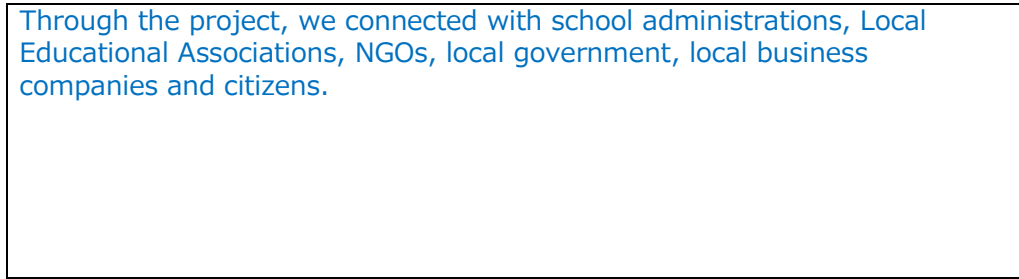 Through the project, we connected with school administrations, Local
Educational Associations, NGOs, local government, local business
companies and citizens.